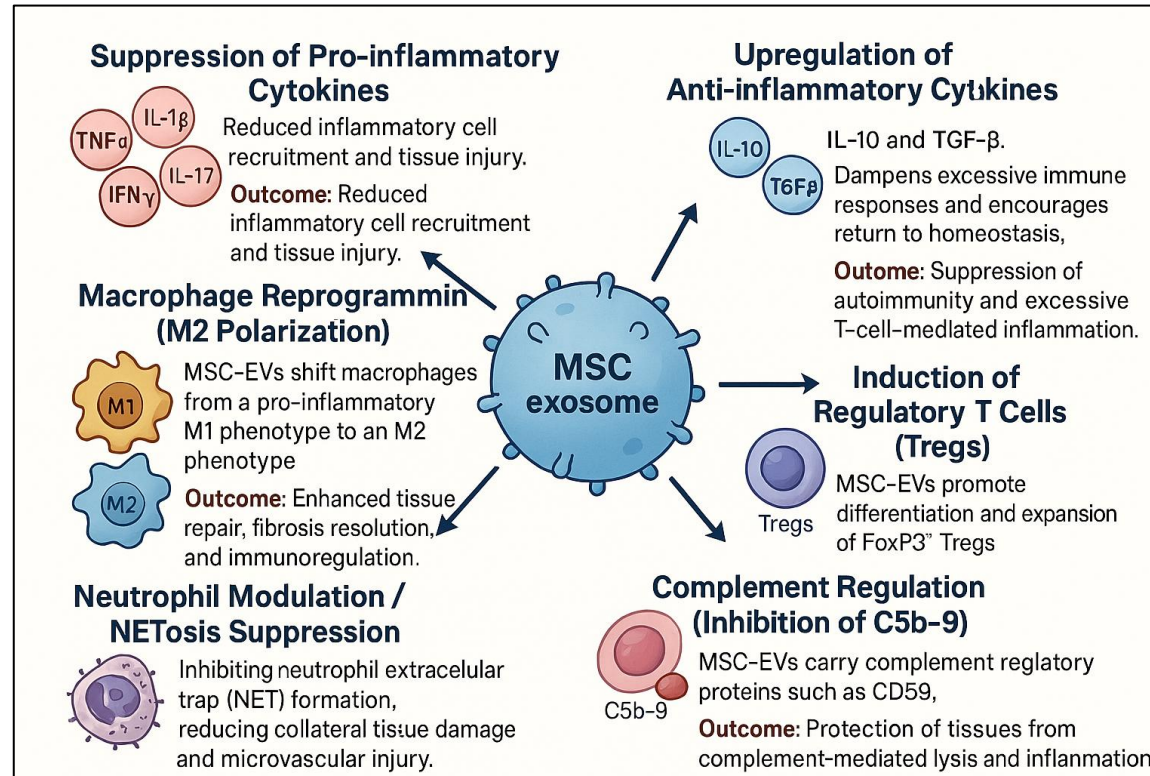 Suppression of Pro-inflammatory
Cytokines
TNFα
IL-1β
IFNγ
IL-17
Reduced inflammatory cell
recruitment and tissue injury.
Outcome: Reduced
inflammatory cell recruitment
and tissue injury.
Macrophage Reprogrammin
(M2 Polarization)
M1
M2
MSC-EVs shift macrophages
from a pro-inflammatory
M1 phenotype to an M2
phenotype
Outcome: Enhanced tissue
repair, fibrosis resolution,
and immunoregulation.
Neutrophil Modulation /
NETosis Suppression
Inhibiting neutrophil extracelular
trap (NET) formation,
reducing collateral tissue damage
and microvascular injury.
MSC
exosome
Upregulation of
Anti-inflammatory Cytokines
IL-10
T6Fβ
IL-10 and TGF-β.
Dampens excessive immune
responses and encourages
return to homeostasis,
Outome: Suppression of
autoimmunity and excessive
T-cell-mediated inflammation.
Induction of
Regulatory T Cells
(Tregs)
Tregs
MSC-EVs promote
differentiation and expansion
of FoxP3" Tregs
Complement Regulation
(Inhibition of C5b-9)
C5b-9
MSC-EVs carry complement reglatory
proteins such as CD59,
Outcome: Protection of tissues from
complement-mediated lysis and inflanmation